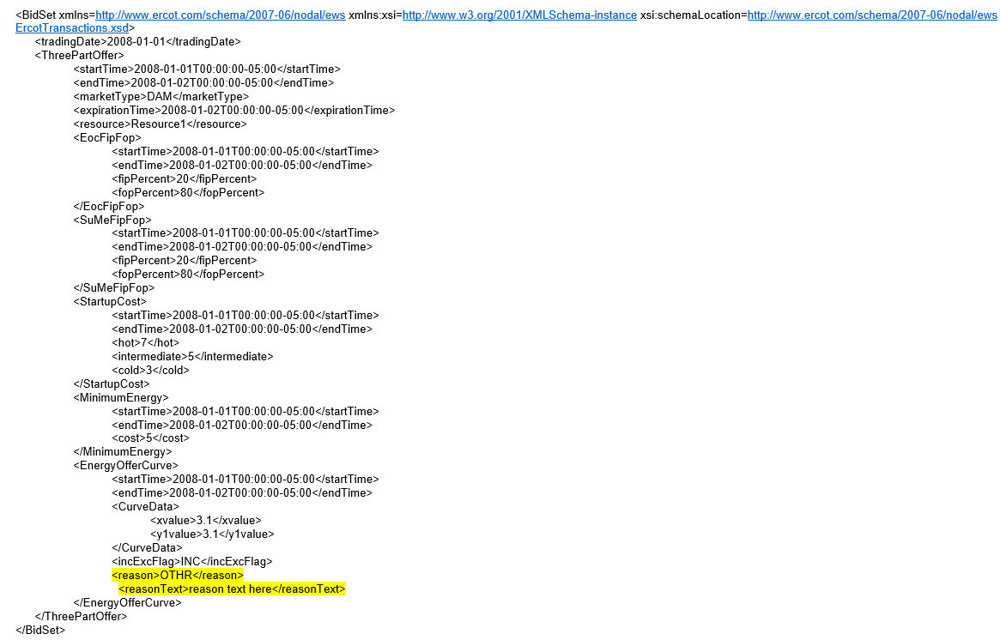 <BidSet xmlns=http://www.ercot.com/schema/2007-06/nodal/ews xmlns:xsi=http://www.w3.org/2001/XMLSchema-instance xsi:schemaLocation=http://www.ercot.com/schema/2007-06/nodal/ews
ErcotTransactions.xsd>
<tradingDate>2008-01-01</tradingDate>
<ThreePartOffer>
<startTime>2008-01-01T00:00:00-05:00</startTime>
<endTime>2008-01-02T00:00:00-05:00</endTime>
<marketType>DAM</marketType>
<expirationTime>2008-01-02T00:00:00-05:00</expirationTime>
<resource>Resource1</resource>
<EocFipFop>
<startTime>2008-01-01T00:00:00-05:00</startTime>
<endTime>2008-01-02T00:00:00-05:00</endTime>
<fipPercent>20</fipPercent>
<fopPercent>80</fopPercent>
</EocFipFop>
<SuMeFipFop>
<startTime>2008-01-01T00:00:00-05:00</startTime>
<endTime>2008-01-02T00:00:00-05:00</endTime>
<fipPercent>20</fipPercent>
<fopPercent>80</fopPercent>
</SuMeFipFop>
<StartupCost>
<startTime>2008-01-01T00:00:00-05:00</startTime>
<endTime>2008-01-02T00:00:00-05:00</endTime>
<hot>7</hot>
<intermediate>5</intermediate>
<cold>3</cold>
</StartupCost>
<MinimumEnergy>
<startTime>2008-01-01T00:00:00-05:00</startTime>
<endTime>2008-01-02T00:00:00-05:00</endTime>
<cost>5</cost>
</MinimumEnergy>
<EnergyOfferCurve>
<startTime>2008-01-01T00:00:00-05:00</startTime>
<endTime>2008-01-02T00:00:00-05:00</endTime>
<CurveData>
<xvalue>3.1</xvalue>
<y1value>3.1</y1value>
</CurveData>
<incExcFlag>INC</incExcFlag>
<reason>OTHR</reason>
<reasonText>reason text here</reasonText>
</EnergyOfferCurve>
</ThreePartOffer>
</BidSet>